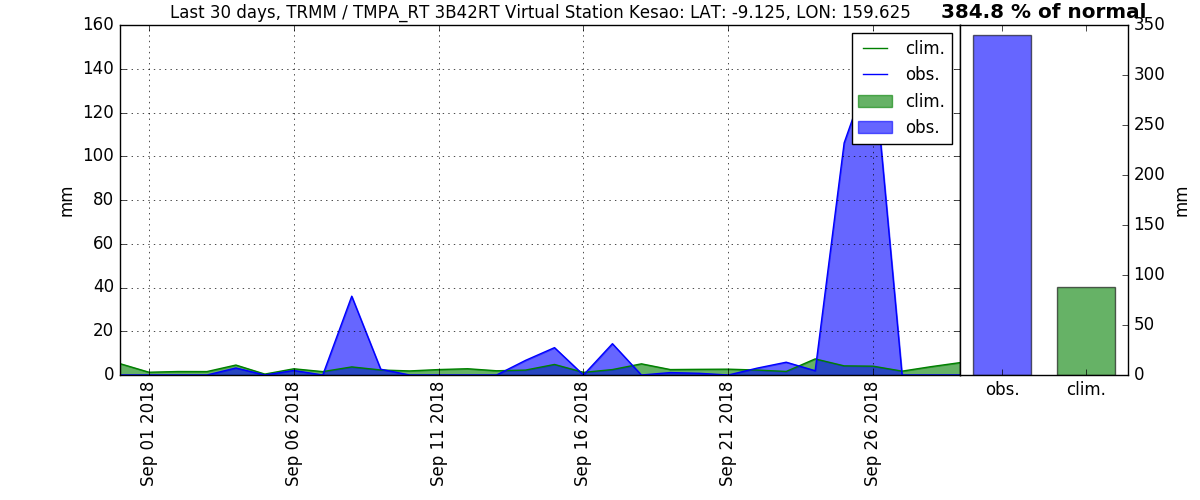 Last 30 days, TRMM / TMPA_RT 3B42RT Virtual Station Kesao: LAT: -9.125, LON: 159.625
384.8 % of normal
160
140
120
100
80
60
40
20
0
mm
clim.
obs.
clim.
obs.
350
300
250
200
150
100
50
0
mm
Sep 01 2018
Sep 06 2018
Sep 11 2018
Sep 16 2018
Sep 21 2018
Sep 26 2018
obs.
clim.